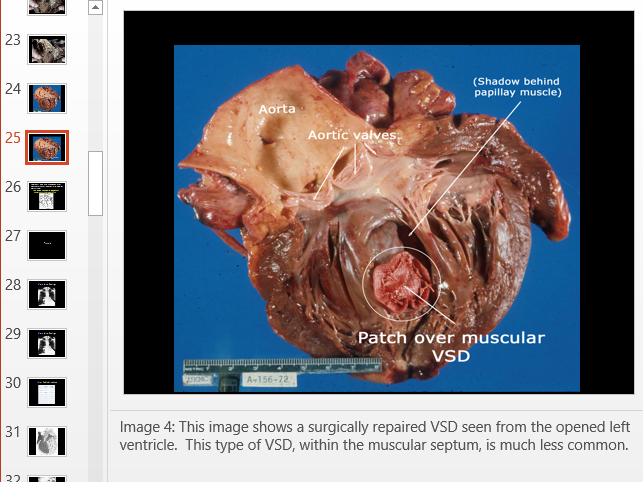 23
24
25
26
27
28
29
30
31
32
(Shadow behind
papillay muscle)
Aorta
Aortic valves
Patch over muscular
VSD
METRIC 1
A-156-72
Image 4: This image shows a surgically repaired VSD seen from the opened left
ventricle. This type of VSD, within the muscular septum, is much less common.